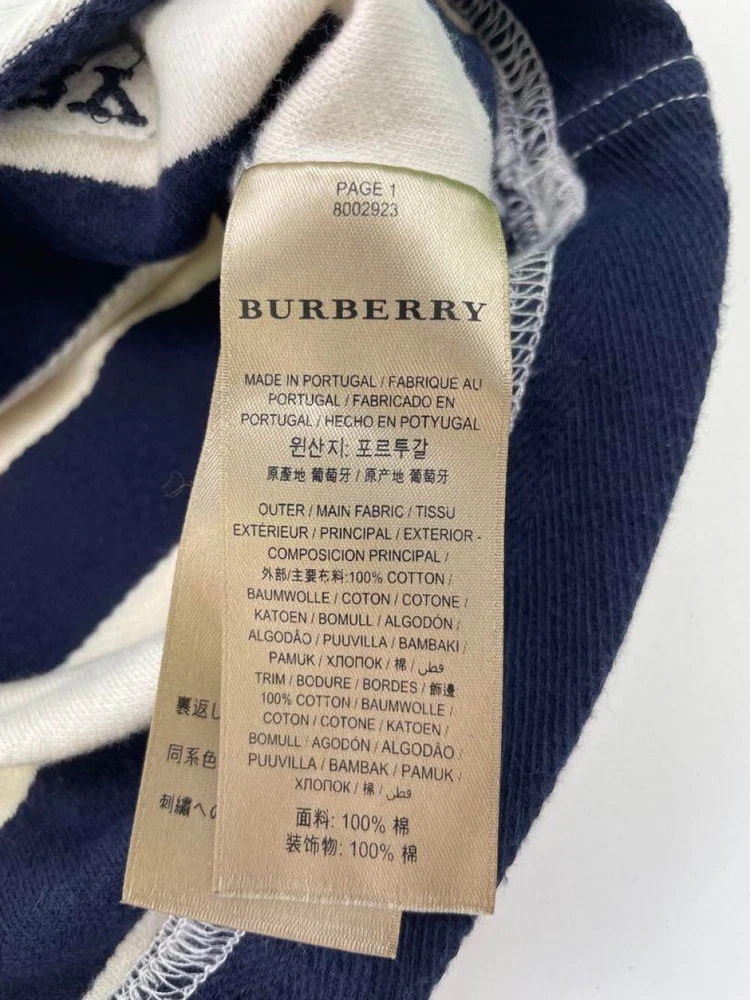 PAGE 1
8002923
BURBERRY
MADE IN PORTUGAL / FABRIQUE AU
PORTUGAL / FABRICADO EN
PORTUGAL / HECHO EN POTYUGAL
원산지: 포르투갈
原產地 葡萄牙 / 原产地 葡萄牙
OUTER / MAIN FABRIC / TISSU
EXTÉRIEUR / PRINCIPAL / EXTERIOR -
COMPOSICION PRINCIPAL /
外部/主要布料:100% COTTON /
BAUMWOLLE / COTON / COTONE /
KATOEN / BOMULL / ALGODÓN /
ALGODÃO / PUUVILLA / BAMBAKI /
PAMUK / ХЛОПОК / 棉 / قطن
TRIM / BODURE / BORDES / 飾邊
100% COTTON / BAUMWOLLE /
COTON / COTONE / KATOEN /
BOMULL / AGODÓN / ALGODÃO /
PUUVILLA / BAMBAK / PAMUK /
ХЛОПОК / 棉 / قطن
面料: 100% 棉
装饰物: 100% 棉
裏返し
同系色
刺繍への